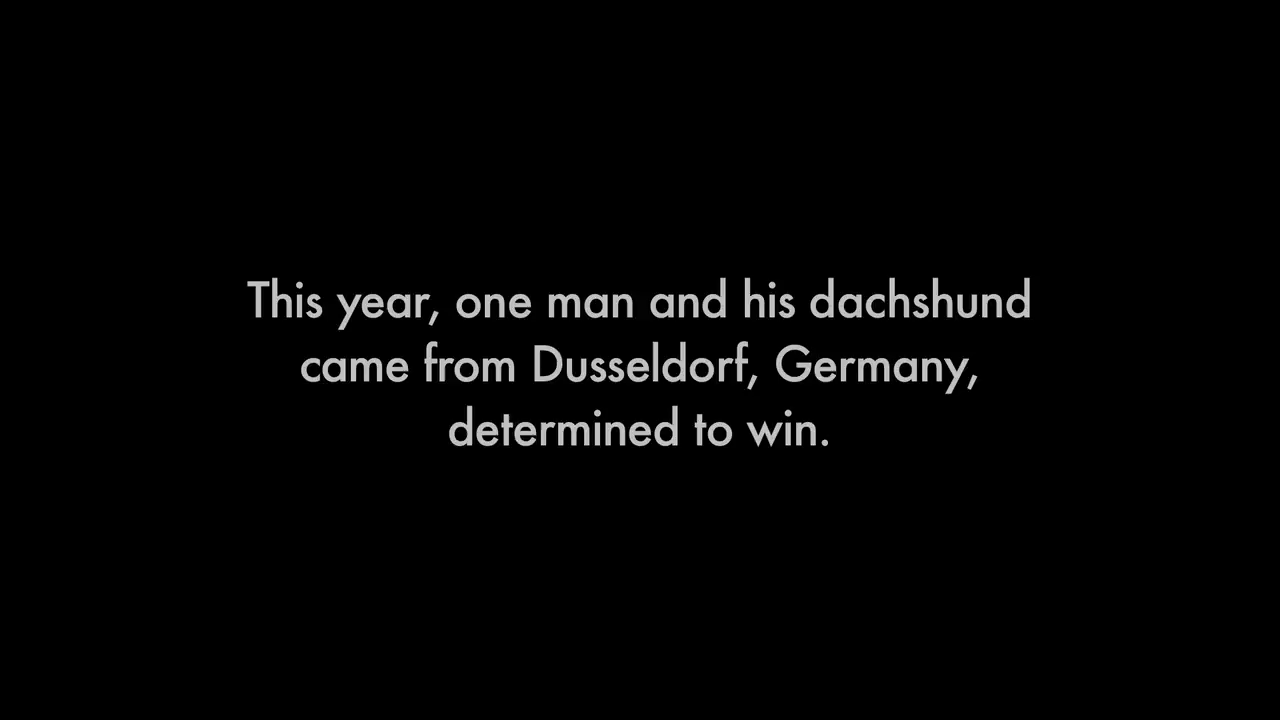 This year, one man and his dachshund
came from Dusseldorf, Germany,
determined to win.